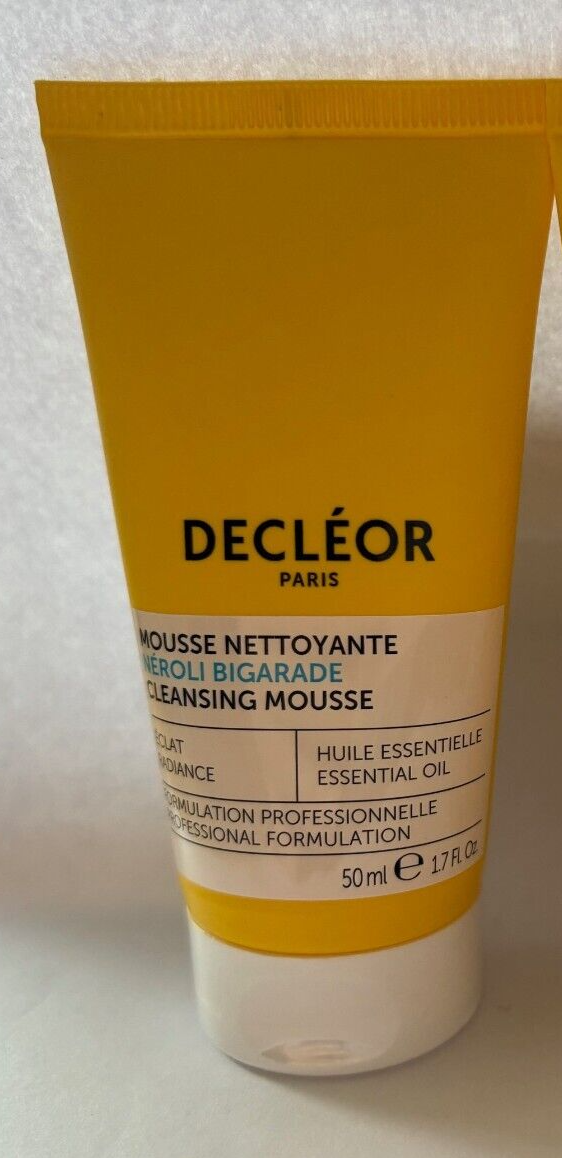 DECLÉOR
PARIS
MOUSSE NETTOYANTE
NÉROLI BIGARADE
CLEANSING MOUSSE
ÉCLAT
RADIANCE
HUILE ESSENTIELLE
ESSENTIAL OIL
FORMULATION PROFESSIONNELLE
PROFESSIONAL FORMULATION
50 ml ℮ 1.7 Fl. Oz